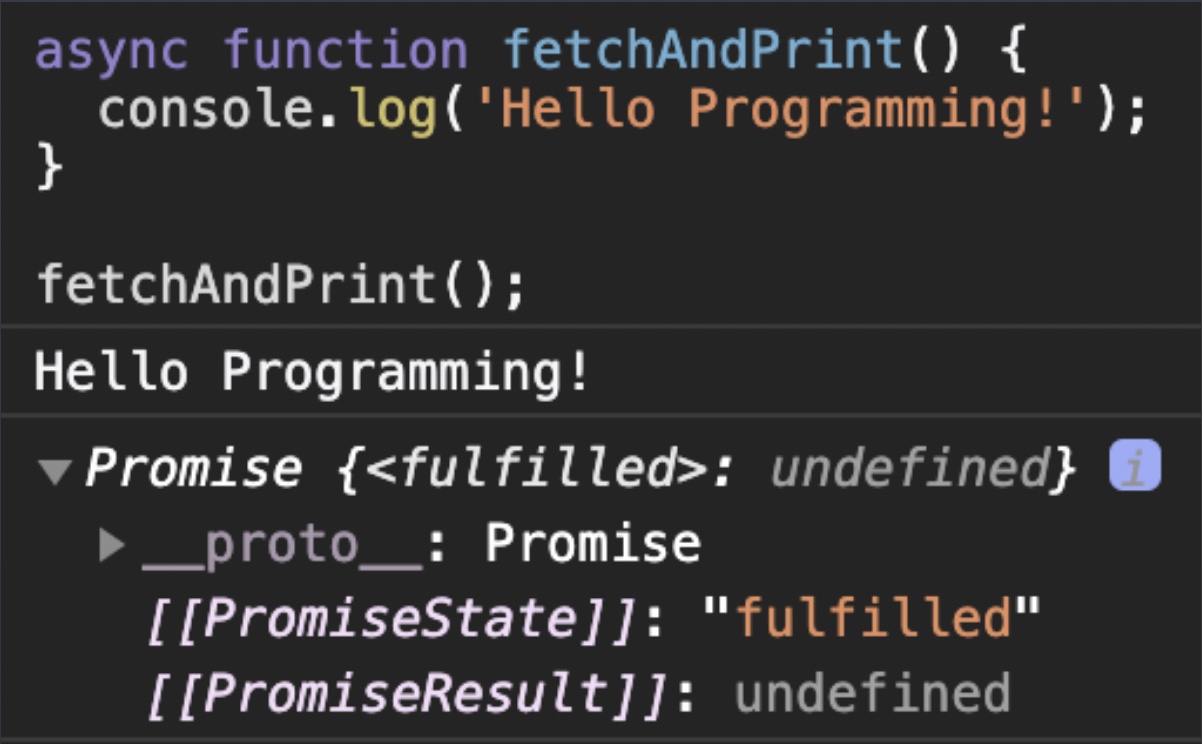 async function fetchAndPrint() {
  console.log('Hello Programming!');
}

fetchAndPrint();
Hello Programming!
▼Promise {<fulfilled>: undefined} i
▶__proto__: Promise
[[PromiseState]]: "fulfilled"
[[PromiseResult]]: undefined